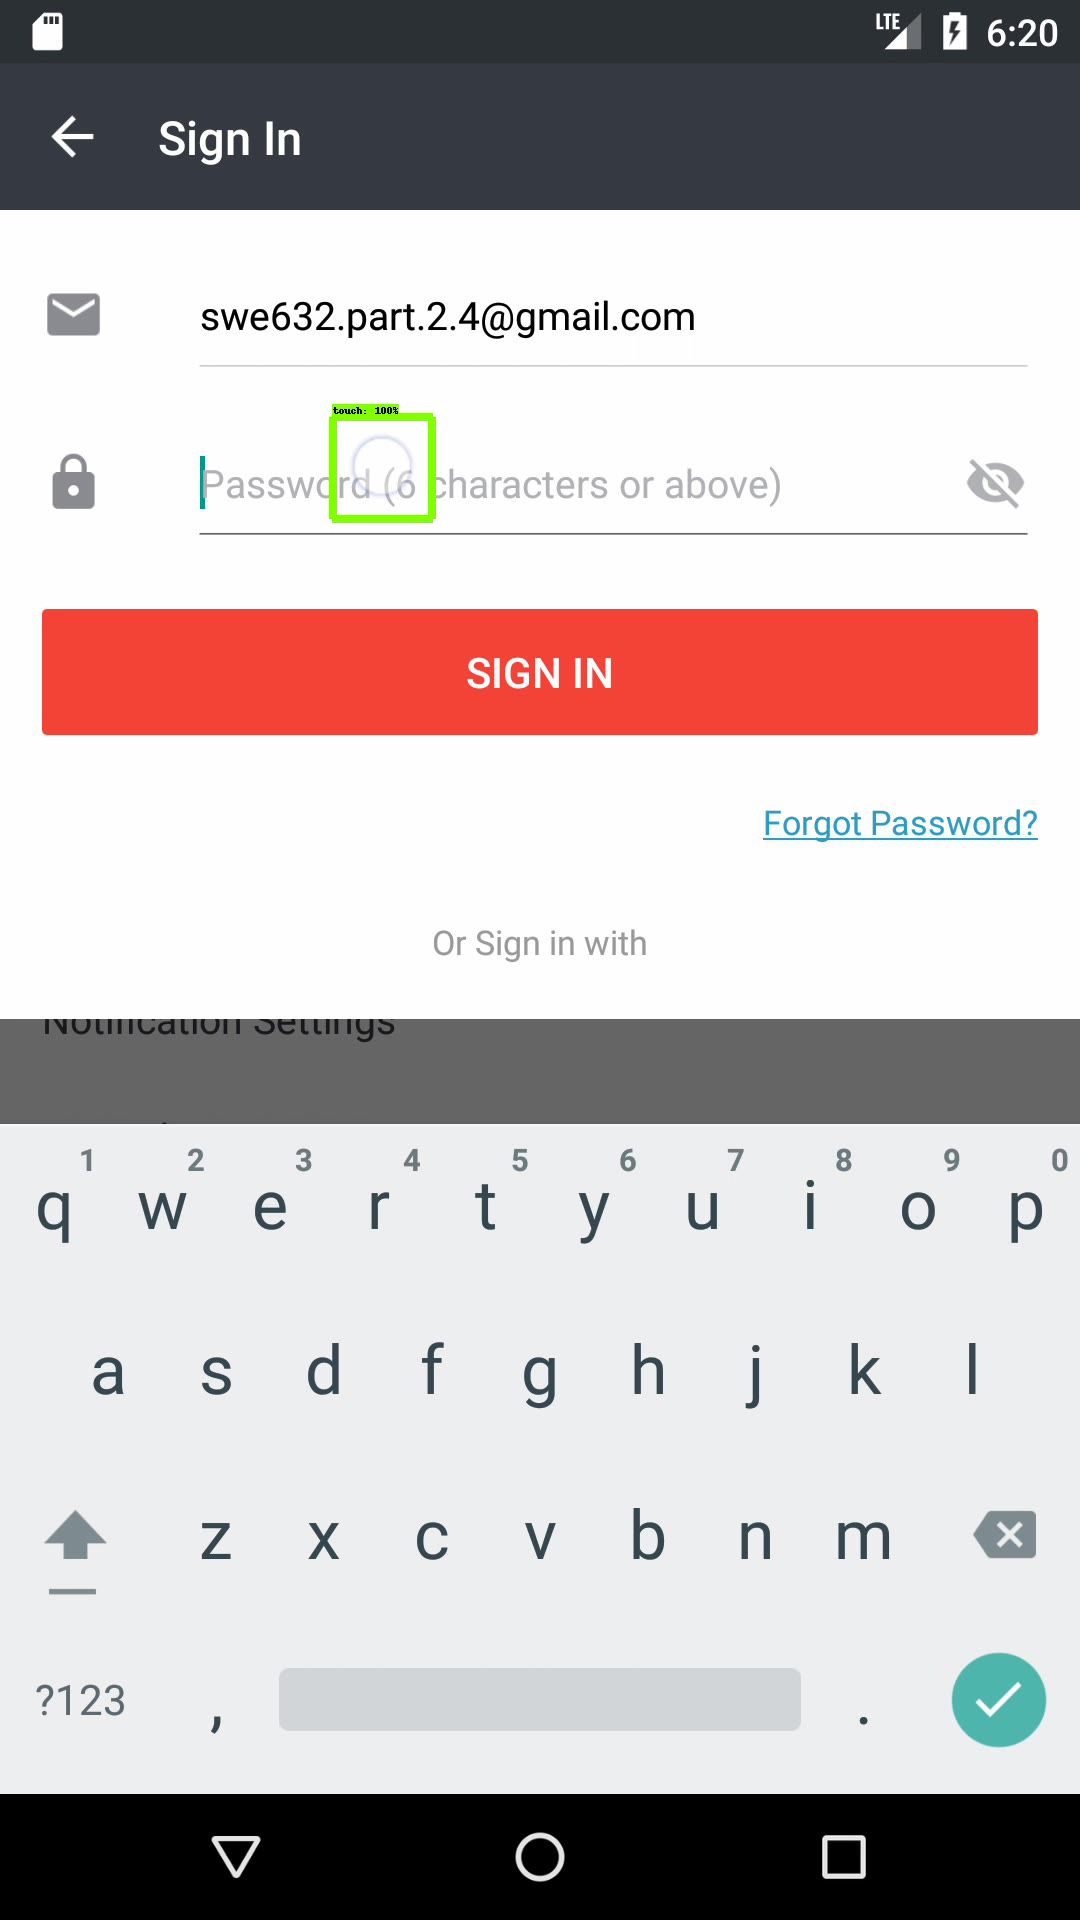 LTE 6:20
Sign In
swe632.part.2.4@gmail.com
touch: 100%
Password (6 characters or above)
SIGN IN
Forgot Password?
Or Sign in with
Notification Settings
1 2 3 4 5 6 7 8 9 0
q w e r t y u i o p
a s d f g h j k l
z x c v b n m
?123 , .